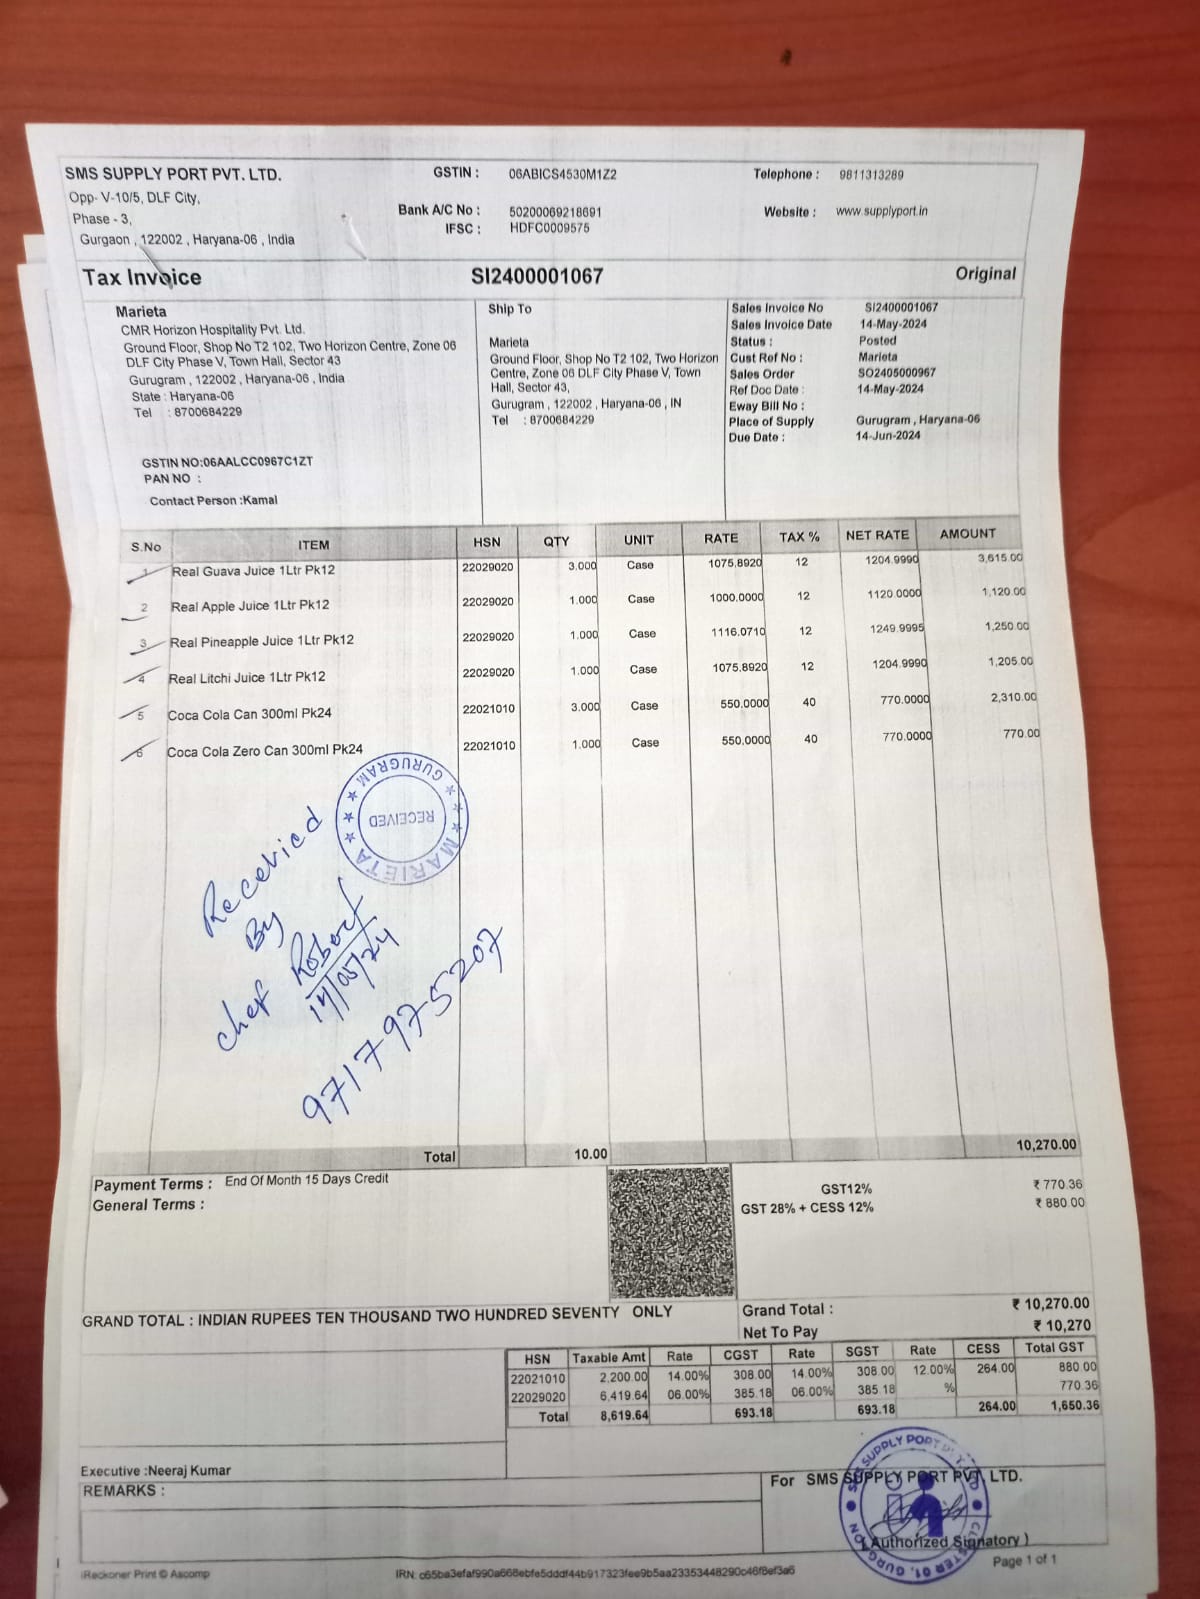 SMS SUPPLY PORT PVT. LTD.
Opp- V-10/5, DLF City,
Phase - 3,
Gurgaon , 122002 , Haryana-06 , India
GSTIN : 06ABICS4530M1Z2
Bank A/C No : 50200069218691
IFSC : HDFC0009575
Telephone : 9811313289
Website : www.supplyport.in
Tax Invoice SI2400001067 Original
Marieta
CMR Horizon Hospitality Pvt. Ltd.
Ground Floor, Shop No T2 102, Two Horizon Centre, Zone 06
DLF City Phase V, Town Hall, Sector 43
Gurugram , 122002 , Haryana-06 , India
State : Haryana-06
Tel : 8700684229
GSTIN NO:06AALCC0967C1ZT
PAN NO :
Contact Person :Kamal
Ship To
Marieta
Ground Floor, Shop No T2 102, Two Horizon
Centre, Zone 06 DLF City Phase V, Town
Hall, Sector 43,
Gurugram , 122002 , Haryana-06 , IN
Tel : 8700684229
Sales Invoice No SI2400001067
Sales Invoice Date 14-May-2024
Status : Posted
Cust Ref No : Marieta
Sales Order SO2405000967
Ref Doc Date : 14-May-2024
Eway Bill No :
Place of Supply Gurugram , Haryana-06
Due Date : 14-Jun-2024
S.No ITEM HSN QTY UNIT RATE TAX % NET RATE AMOUNT
1 Real Guava Juice 1Ltr Pk12 22029020 3.000 Case 1075.8920 12 1204.9990 3,615.00
2 Real Apple Juice 1Ltr Pk12 22029020 1.000 Case 1000.0000 12 1120.0000 1,120.00
3 Real Pineapple Juice 1Ltr Pk12 22029020 1.000 Case 1116.0710 12 1249.9995 1,250.00
4 Real Litchi Juice 1Ltr Pk12 22029020 1.000 Case 1075.8920 12 1204.9990 1,205.00
5 Coca Cola Can 300ml Pk24 22021010 3.000 Case 550.0000 40 770.0000 2,310.00
6 Coca Cola Zero Can 300ml Pk24 22021010 1.000 Case 550.0000 40 770.0000 770.00
MARIETA
RECEIVED
GURUGRAM
Received
By
Chef Robert
14/05/24
9717975207
Total 10.00 10,270.00
Payment Terms : End Of Month 15 Days Credit
General Terms :
GST12% ₹ 770.36
GST 28% + CESS 12% ₹ 880.00
GRAND TOTAL : INDIAN RUPEES TEN THOUSAND TWO HUNDRED SEVENTY ONLY
Grand Total : ₹ 10,270.00
Net To Pay ₹ 10,270
HSN Taxable Amt Rate CGST Rate SGST Rate CESS Total GST
22021010 2,200.00 14.00% 308.00 14.00% 308.00 12.00% 264.00 880.00
22029020 6,419.64 06.00% 385.18 06.00% 385.18 % 770.36
Total 8,619.64 693.18 693.18 264.00 1,650.36
Executive :Neeraj Kumar
REMARKS :
For SMS SUPPLY PORT PVT. LTD.
SMS SUPPLY PORT PVT. LTD
CLUSTER 01, GURGAON
( Authorized Signatory )
Page 1 of 1
iReckoner Print © Ascomp